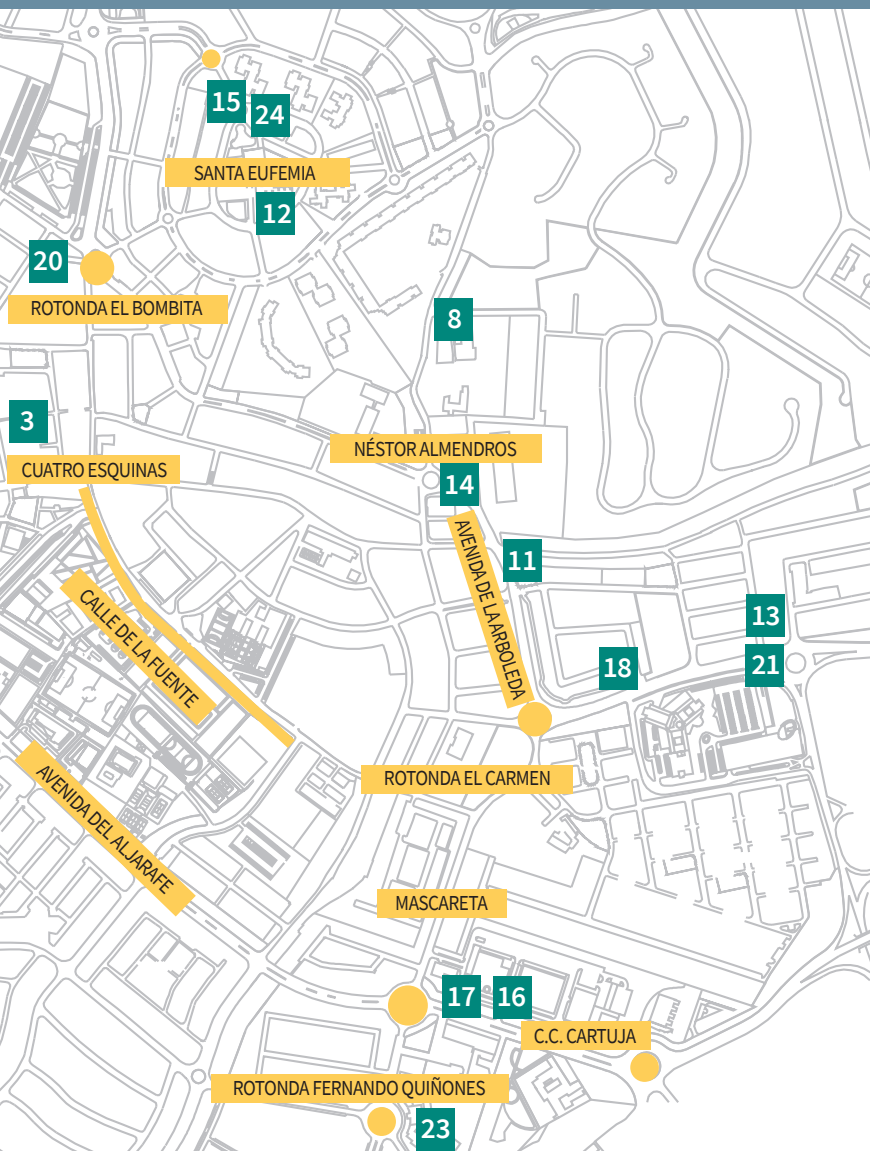 15
24
SANTA EUFEMIA
12
20
ROTONDA EL BOMBITA
8
3
NÉSTOR ALMENDROS
CUATRO ESQUINAS
14
AVENIDA DE LA ARBOLEDA
11
CALLE DE LA FUENTE
13
18
21
AVENIDA DEL ALJARAFE
ROTONDA EL CARMEN
MASCARETA
17
16
C.C. CARTUJA
ROTONDA FERNANDO QUIÑONES
23